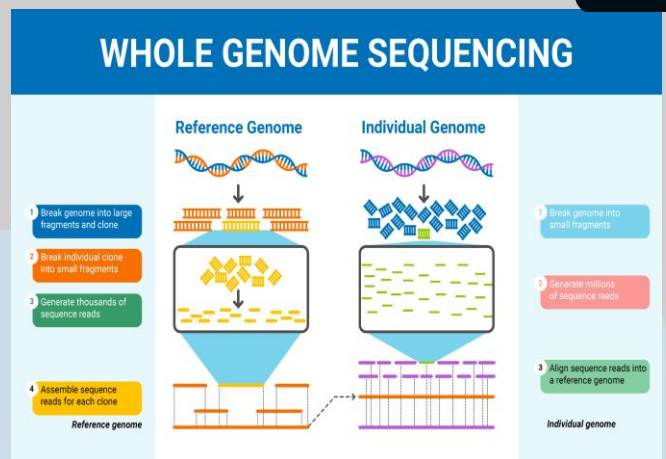 WHOLE GENOME SEQUENCING
Reference Genome
Individual Genome
1 Break genome into large
fragments and clone
2 Break individual clone
into small fragments
3 Generate thousands of
sequence reads
4 Assemble sequence
reads for each clone
Reference genome
1 Break genome into
small fragments
2 Generate millions
of sequence reads
3 Align sequence reads into
a reference genome
Individual genome